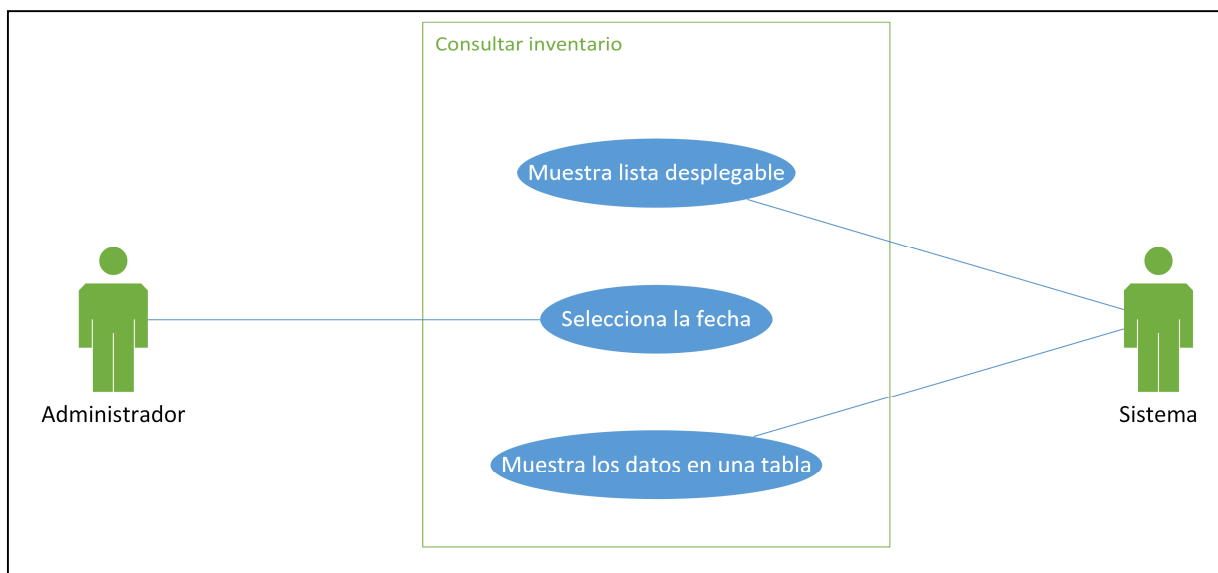 Consultar inventario
Muestra lista desplegable
Selecciona la fecha
Administrador
Sistema
Muestra los datos en una tabla